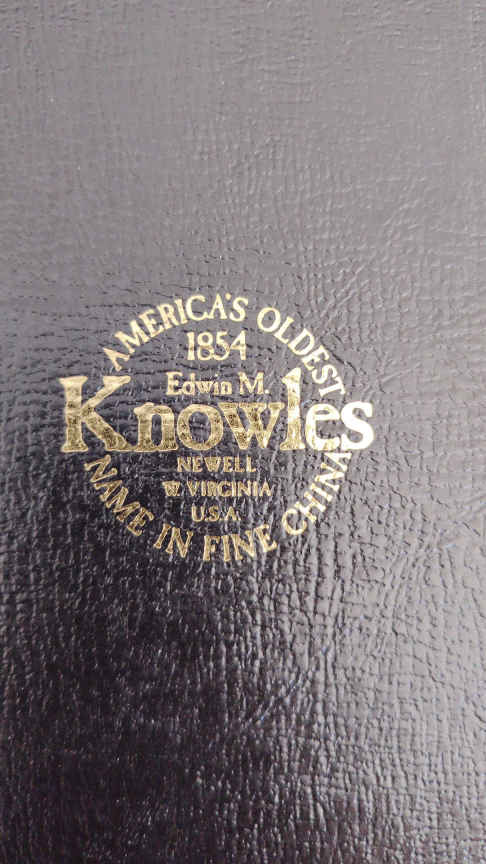 AMERICA'S OLDEST
1854
Edwin M.
Knowles
NEWELL
W. VIRGINIA
U.S.A.
NAME IN FINE CHINA